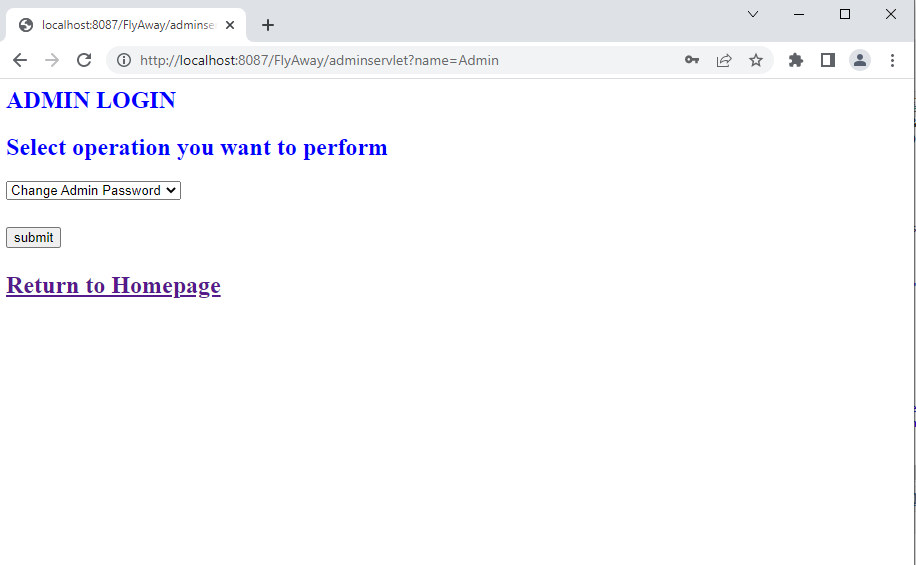 localhost:8087/FlyAway/adminse
http://localhost:8087/FlyAway/adminservlet?name=Admin
ADMIN LOGIN
Select operation you want to perform
Change Admin Password
submit
Return to Homepage